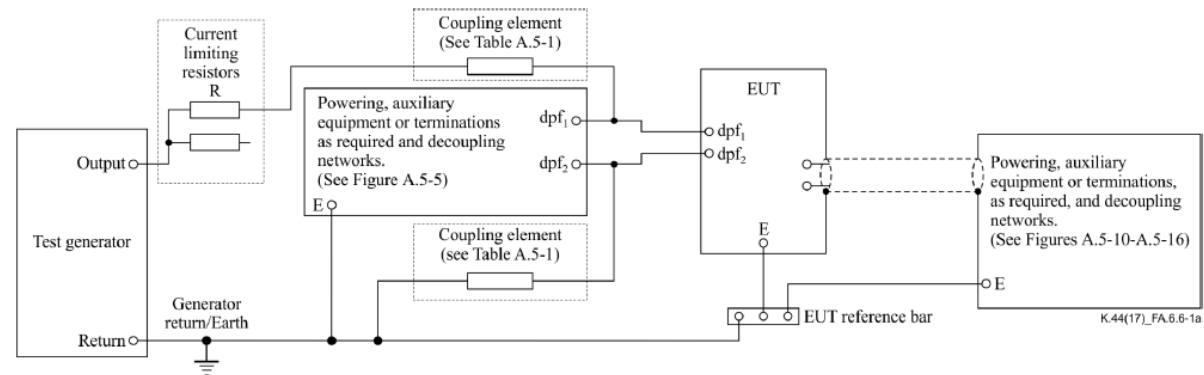 Current
limiting
resistors
R
Coupling element
(See Table A.5-1)
Powering, auxiliary
equipment or terminations
as required and decoupling
networks.
(See Figure A.5-5)
dpf₁
dpf₂
E
EUT
dpf₁
dpf₂
E
Powering, auxiliary
equipment or terminations,
as required, and decoupling
networks.
(See Figures A.5-10-A.5-16)
E
Output
Test generator
Return
Coupling element
(see Table A.5-1)
Generator
return/Earth
EUT reference bar
K.44(17)_FA.6.6-1a